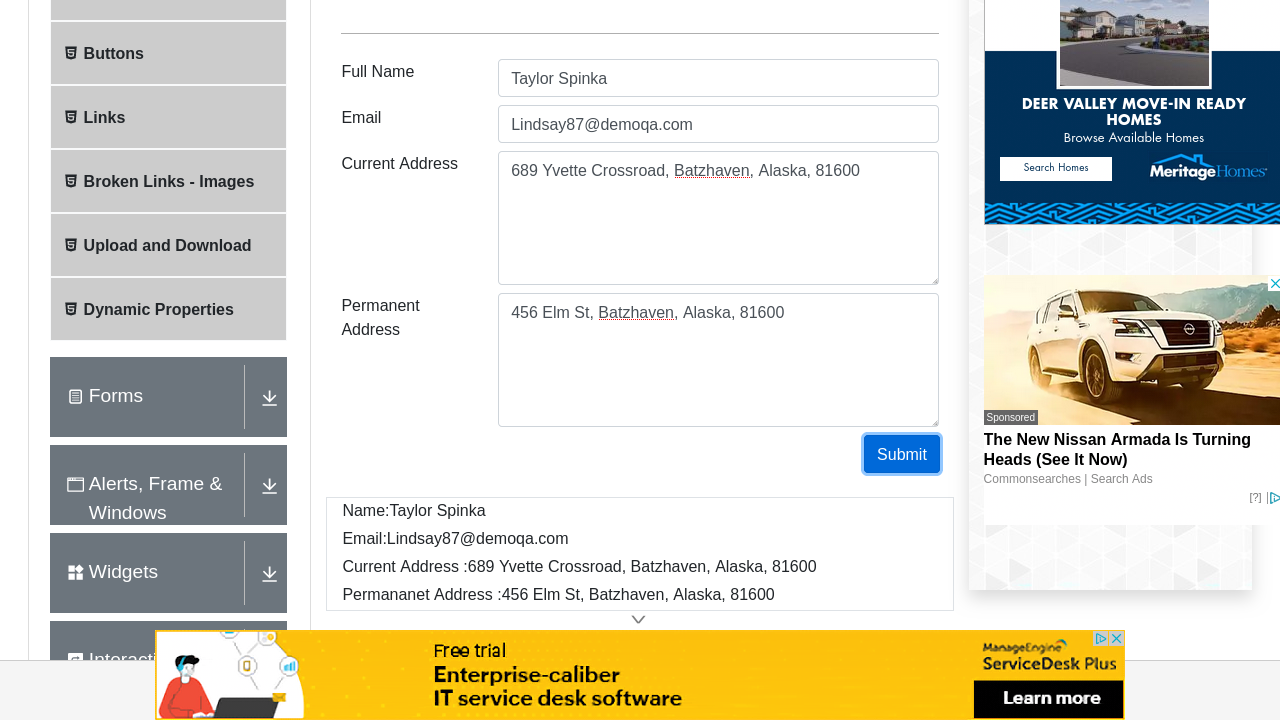 Buttons
Links
Broken Links - Images
Upload and Download
Dynamic Properties
Forms
Alerts, Frame &
Windows
Widgets
Full Name
Taylor Spinka
Email
Lindsay87@demoqa.com
Current Address
689 Yvette Crossroad, Batzhaven, Alaska, 81600
Permanent
Address
456 Elm St, Batzhaven, Alaska, 81600
Submit
Name:Taylor Spinka
Email:Lindsay87@demoqa.com
Current Address :689 Yvette Crossroad, Batzhaven, Alaska, 81600
Permananet Address :456 Elm St, Batzhaven, Alaska, 81600
DEER VALLEY MOVE-IN READY
HOMES
Browse Available Homes
Search Homes
MeritageHomes
Sponsored
The New Nissan Armada Is Turning
Heads (See It Now)
Commonsearches | Search Ads
[?]
Free trial
Enterprise-caliber
IT service desk software
ManageEngine
ServiceDesk Plus
Learn more